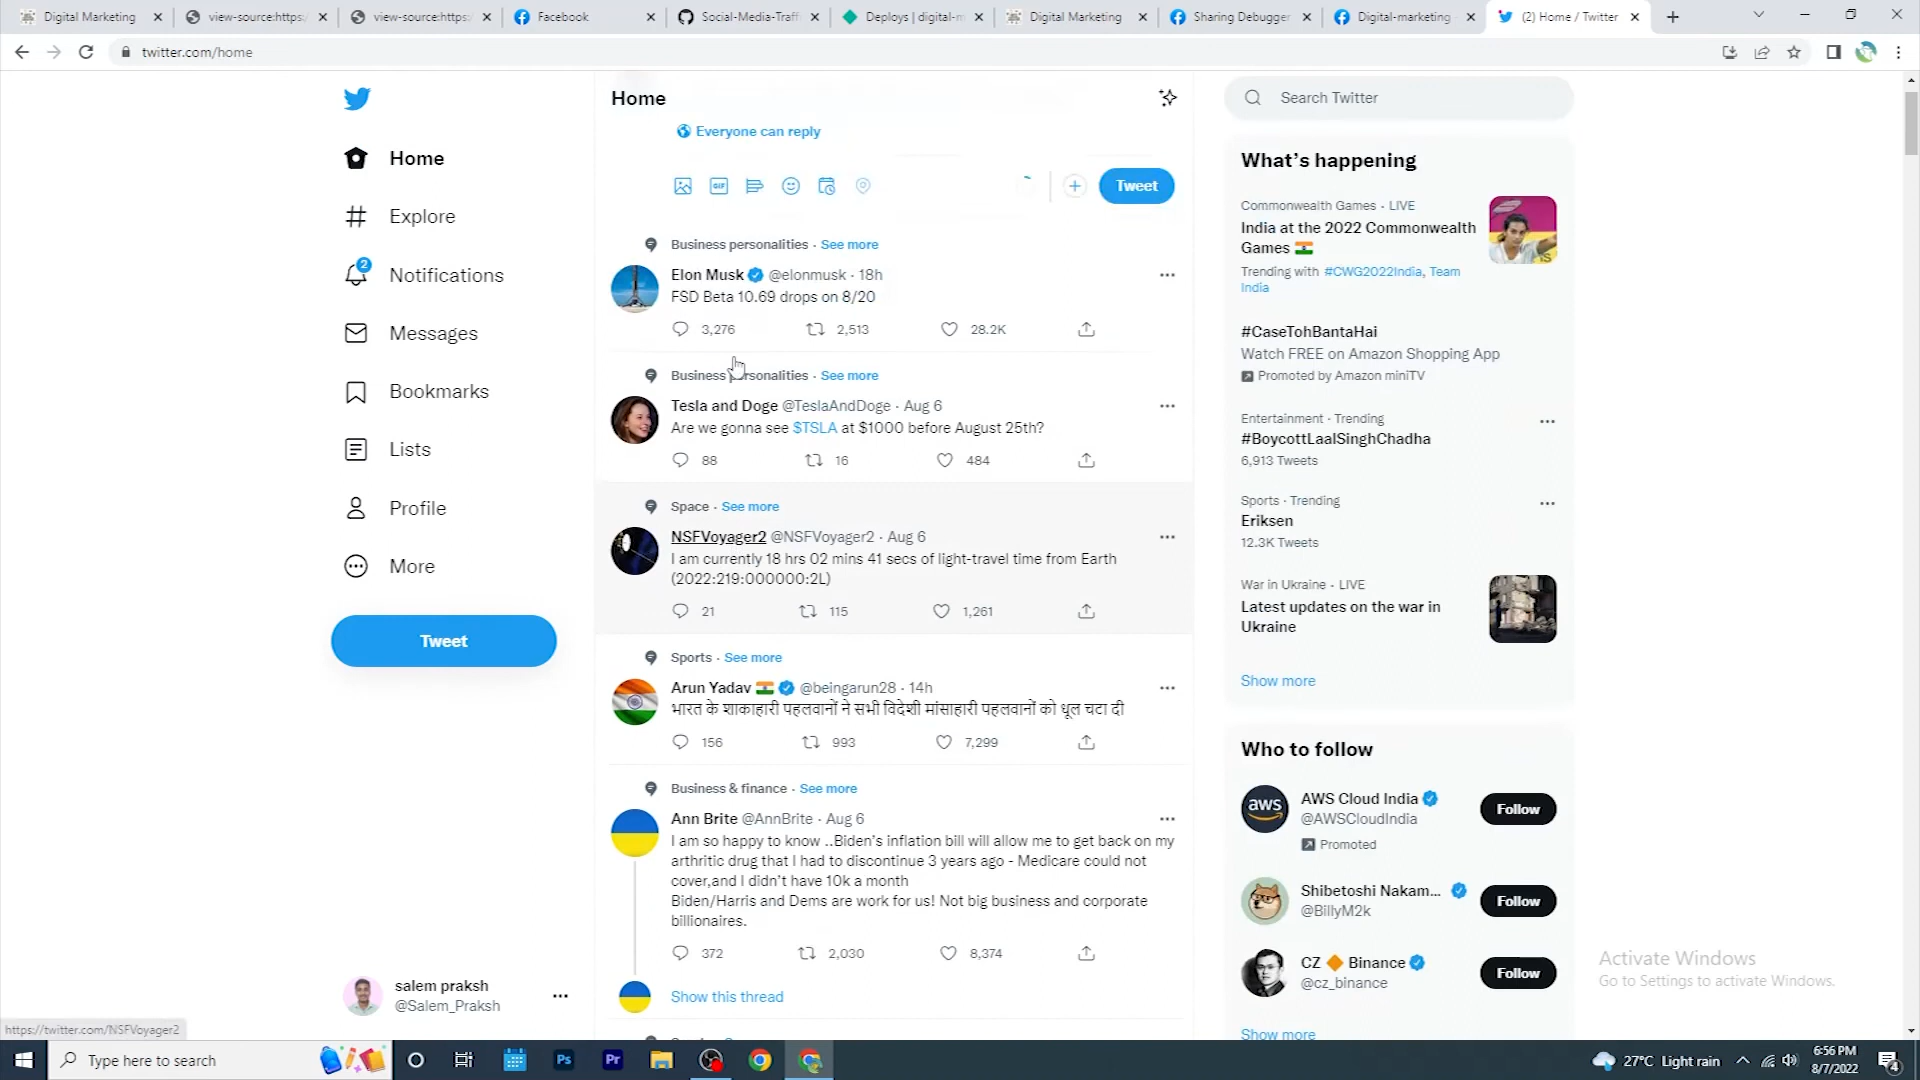 Digital Marketing
view-source:https:
view-source:https:
Facebook
Social-Media-Traff
Deploys | digital-m
Digital Marketing
Sharing Debugger
Digital-marketing
(2) Home / Twitter
twitter.com/home
Home
Explore
2
Notifications
Messages
Bookmarks
Lists
Profile
More
Tweet
salem praksh
@Salem_Praksh
https://twitter.com/NSFVoyager2
Home
Everyone can reply
GIF
Tweet
Business personalities · See more
Elon Musk @elonmusk · 18h
FSD Beta 10.69 drops on 8/20
3,276 2,513 28.2K
Business personalities · See more
Tesla and Doge @TeslaAndDoge · Aug 6
Are we gonna see $TSLA at $1000 before August 25th?
88 16 484
Space · See more
NSFVoyager2 @NSFVoyager2 · Aug 6
I am currently 18 hrs 02 mins 41 secs of light-travel time from Earth
(2022:219:000000:2L)
21 115 1,261
Sports · See more
Arun Yadav @beingarun28 · 14h
भारत के शाकाहारी पहलवानों ने सभी विदेशी मांसाहारी पहलवानों को धूल चटा दी
156 993 7,299
Business & finance · See more
Ann Brite @AnnBrite · Aug 6
I am so happy to know ..Biden's inflation bill will allow me to get back on my
arthritic drug that I had to discontinue 3 years ago - Medicare could not
cover,and I didn't have 10k a month
Biden/Harris and Dems are work for us! Not big business and corporate
billionaires.
372 2,030 8,374
Show this thread
Search Twitter
What's happening
Commonwealth Games · LIVE
India at the 2022 Commonwealth
Games
Trending with #CWG2022India, Team
India
#CaseTohBantaHai
Watch FREE on Amazon Shopping App
Promoted by Amazon miniTV
Entertainment · Trending
#BoycottLaalSinghChadha
6,913 Tweets
Sports · Trending
Eriksen
12.3K Tweets
War in Ukraine · LIVE
Latest updates on the war in
Ukraine
Show more
Who to follow
aws
AWS Cloud India
@AWSCloudIndia
Promoted
Follow
Shibetoshi Nakam...
@BillyM2k
Follow
CZ Binance
@cz_binance
Follow
Show more
Activate Windows
Go to Settings to activate Windows.
Type here to search
Ps
Pr
27°C Light rain
6:56 PM
8/7/2022
4